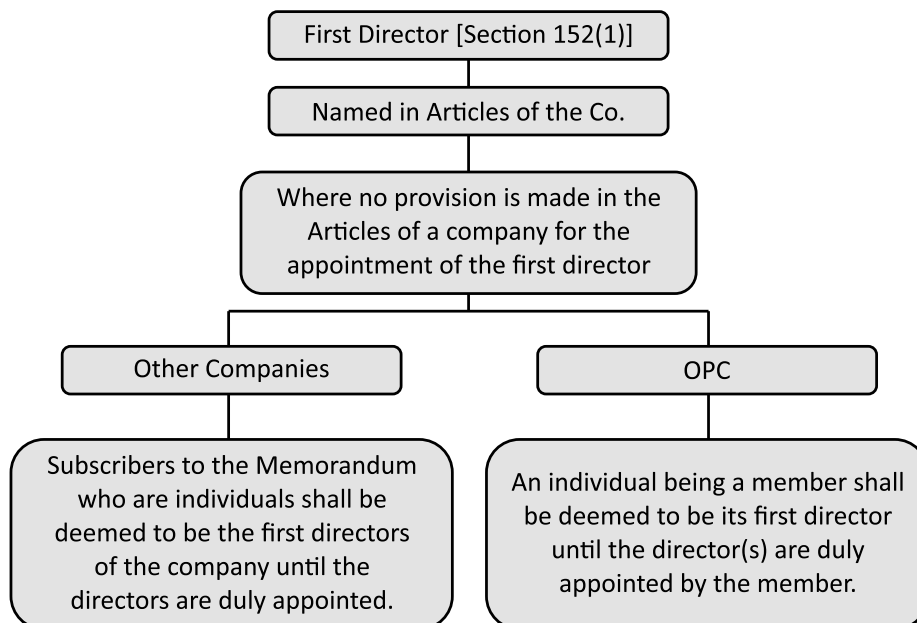 First Director [Section 152(1)]
Named in Articles of the Co.
Where no provision is made in the
Articles of a company for the
appointment of the first director
Other Companies
OPC
Subscribers to the Memorandum
who are individuals shall be
deemed to be the first directors
of the company until the
directors are duly appointed.
An individual being a member shall
be deemed to be its first director
until the director(s) are duly
appointed by the member.